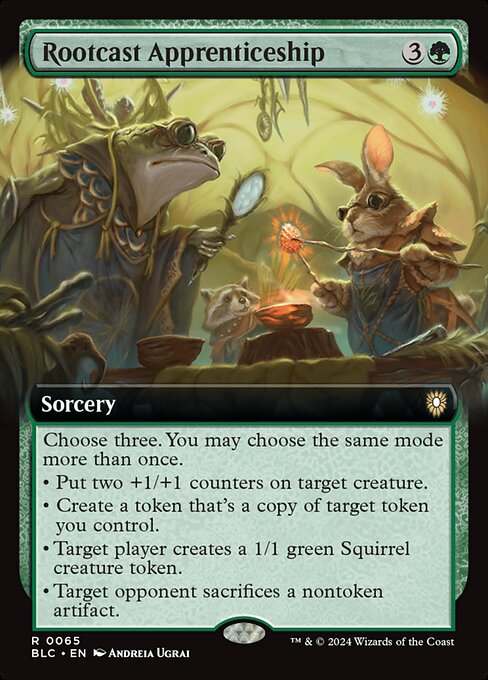 Rootcast Apprenticeship 3
Sorcery
Choose three. You may choose the same mode
more than once.
• Put two +1/+1 counters on target creature.
• Create a token that's a copy of target token
you control.
• Target player creates a 1/1 green Squirrel
creature token.
• Target opponent sacrifices a nontoken
artifact.
R 0065
BLC • EN Andreia Ugrai
™ & © 2024 Wizards of the Coast